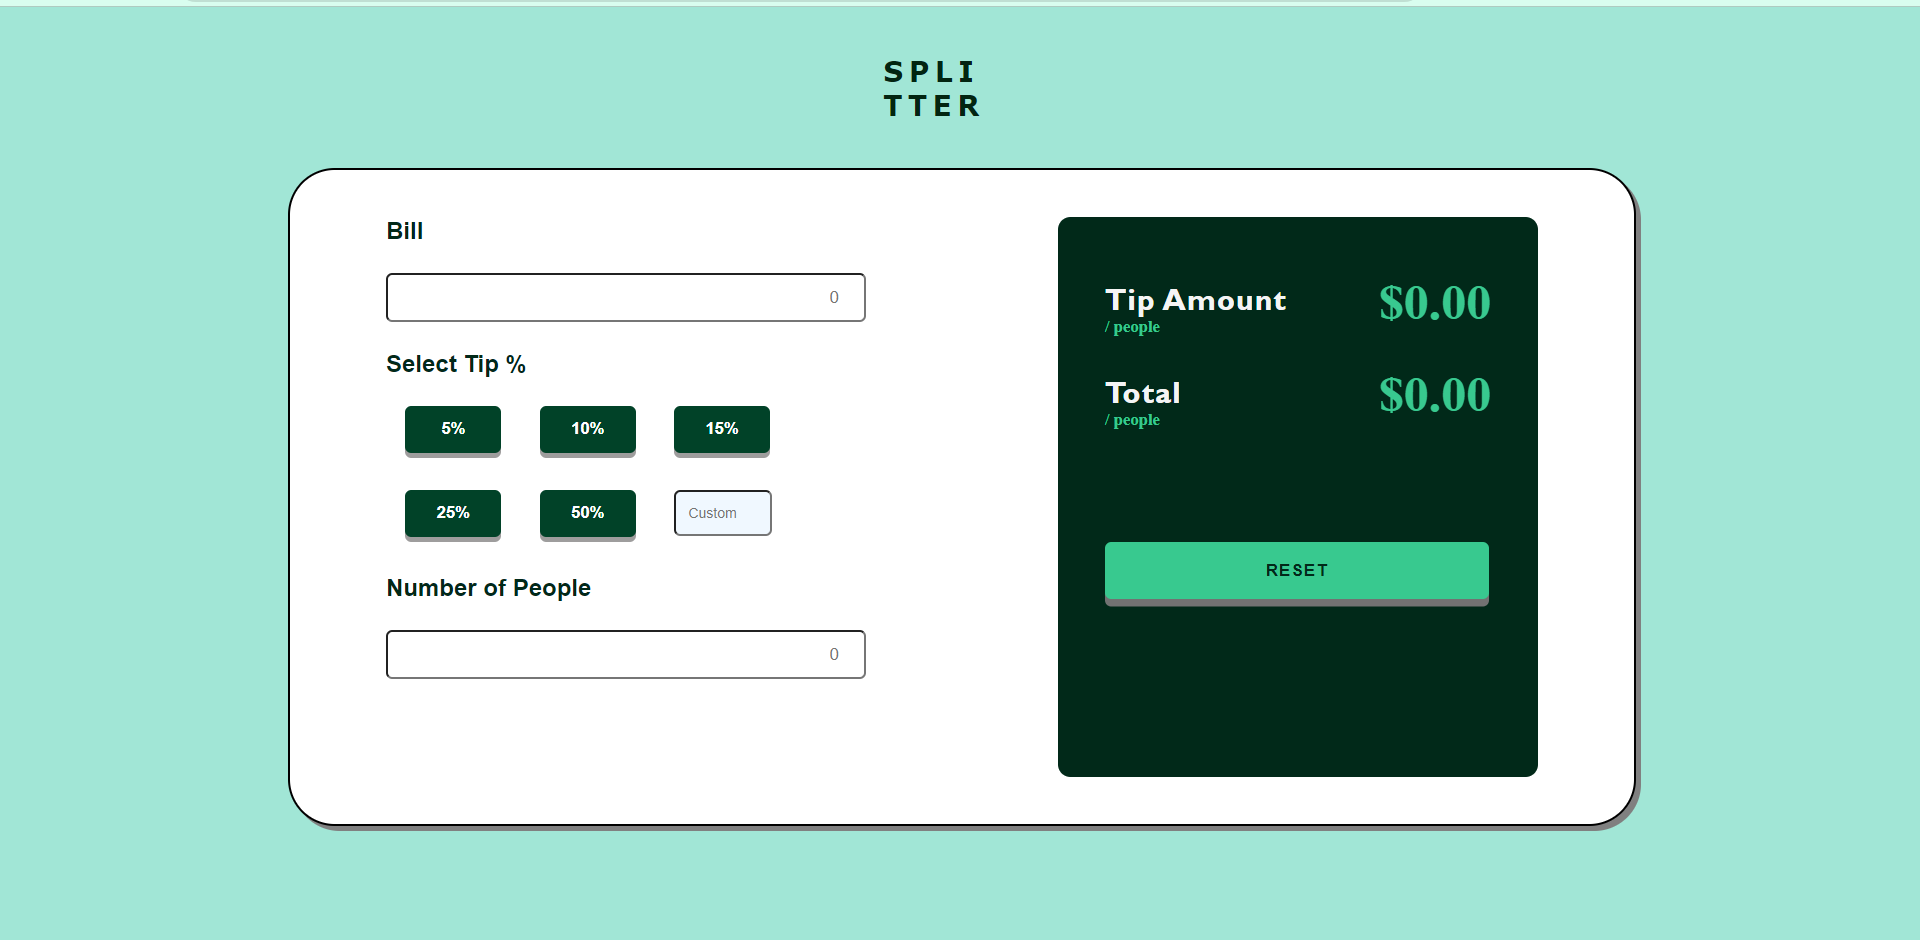 SPLI
TTER
Bill
0
Select Tip %
5% 10% 15%
25% 50% Custom
Number of People
0
Tip Amount $0.00
/ people
Total $0.00
/ people
RESET